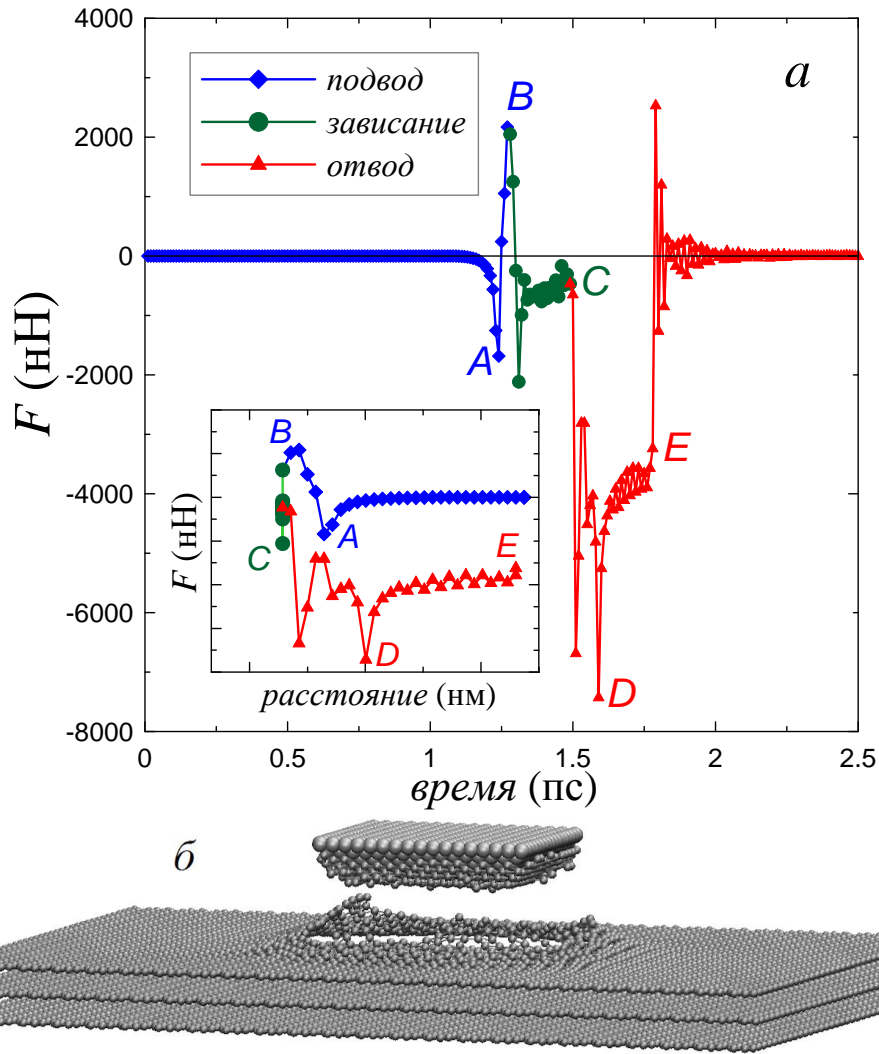 4000
2000
0
-2000
-4000
-6000
-8000
F (нН)
подвод
зависание
отвод
а
B
A
C
E
D
B
A
C
E
D
F (нН)
расстояние (нм)
0
0.5
1
1.5
2
2.5
время (пс)
б